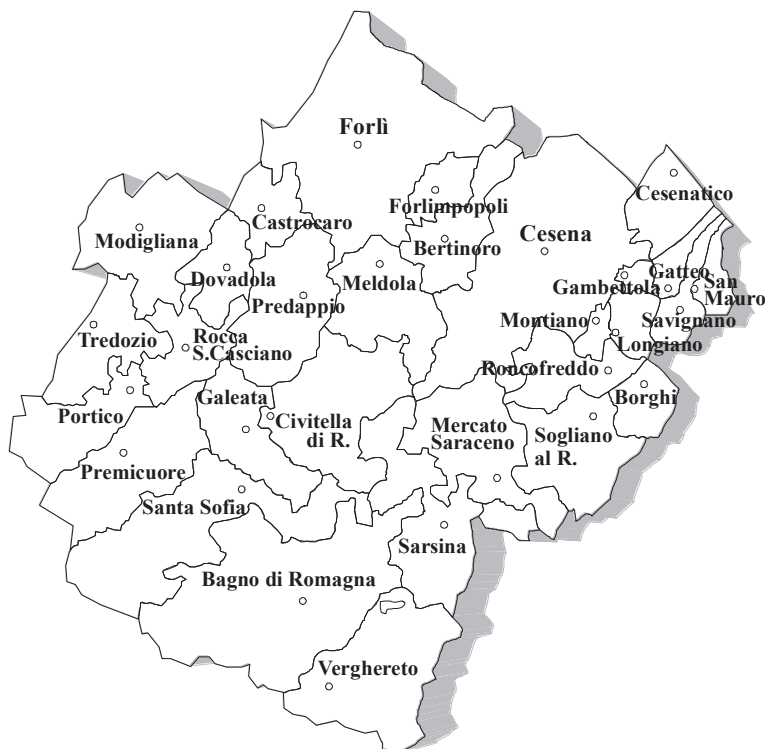 Forlì
Cesenatico
Forlimpopoli
Castrocaro
Modigliana
Cesena
Bertinoro
Gatteo
Dovadola
Meldola
Gambettola
San
Mauro
Predappio
Montiano
Savignano
Tredozio
Rocca
S.Casciano
Longiano
Roncofreddo
Borghi
Galeata
Portico
Civitella
di R.
Mercato
Saraceno
Sogliano
al R.
Premicuore
Santa Sofia
Sarsina
Bagno di Romagna
Verghereto